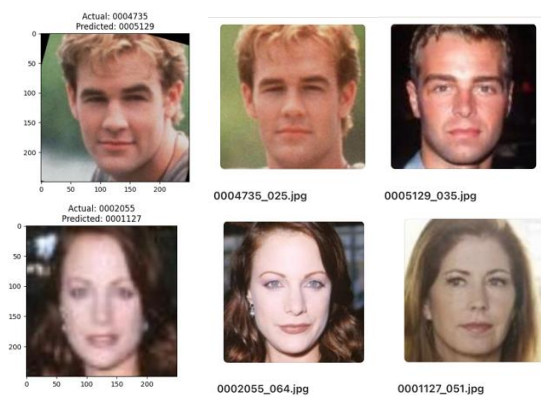 Actual: 0004735
Predicted: 0005129
0
50
100
150
200
0 50 100 150 200
0004735_025.jpg
0005129_035.jpg
Actual: 0002055
Predicted: 0001127
0
50
100
150
200
0 50 100 150 200
0002055_064.jpg
0001127_051.jpg